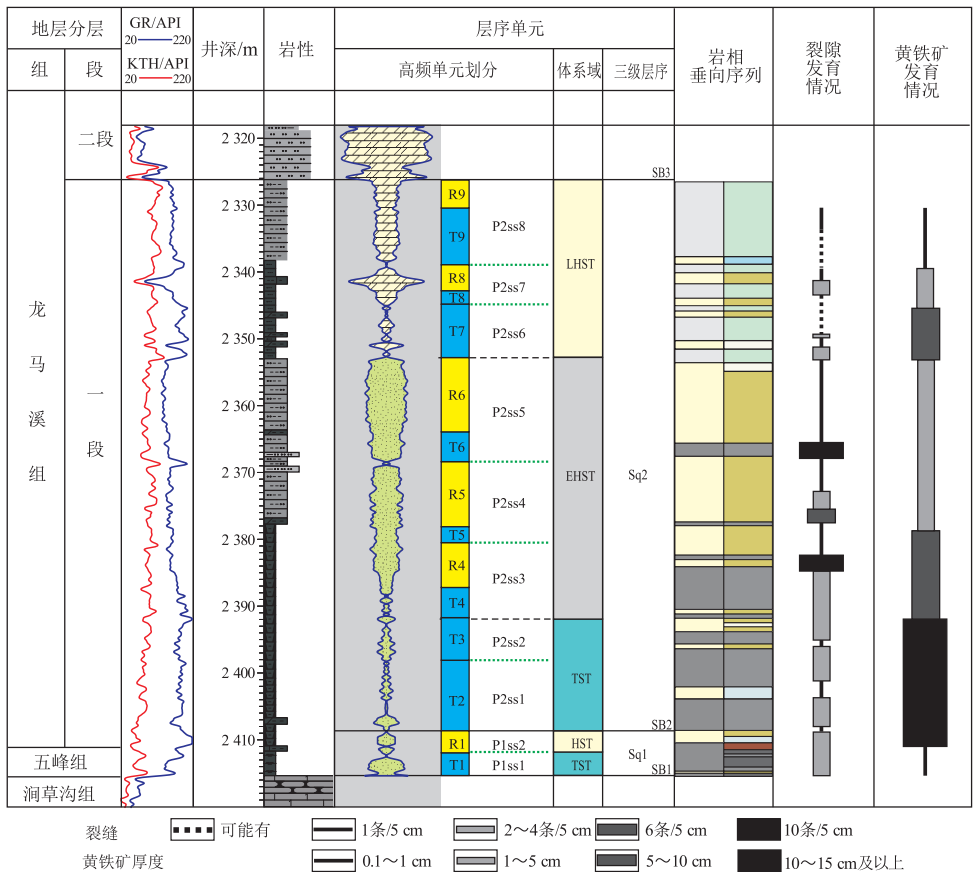 地层分层
GR/API
20 220
KTH/API
20 220
组
段
井深/m
岩性
层序单元
高频单元划分
体系域
三级层序
岩相
垂向序列
裂隙
发育
情况
黄铁矿
发育
情况
二段
龙马溪组
一段
五峰组
涧草沟组
2 320
2 330
2 340
2 350
2 360
2 370
2 380
2 390
2 400
2 410
R9
T9
R8
T8
T7
R6
T6
R5
T5
R4
T4
T3
T2
R1
T1
P2ss8
P2ss7
P2ss6
P2ss5
P2ss4
P2ss3
P2ss2
P2ss1
P1ss2
P1ss1
LHST
EHST
TST
HST
TST
SB3
Sq2
SB2
Sq1
SB1
裂缝 可能有 1条/5 cm 2～4条/5 cm 6条/5 cm 10条/5 cm
黄铁矿厚度 0.1～1 cm 1～5 cm 5～10 cm 10～15 cm及以上